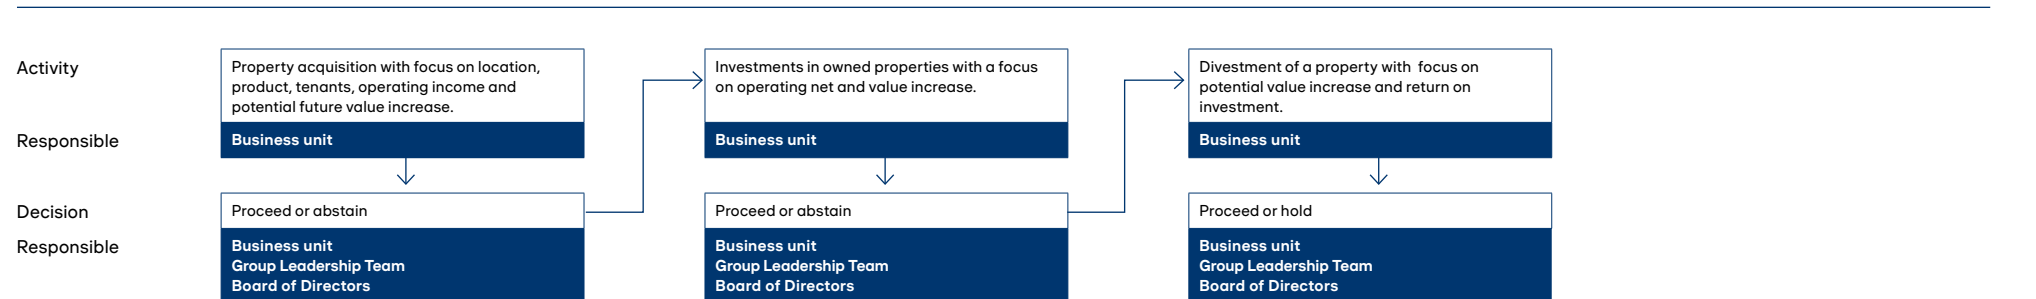 Activity
Property acquisition with focus on location,
product, tenants, operating income and
potential future value increase.
Investments in owned properties with a focus
on operating net and value increase.
Divestment of a property with focus on
potential value increase and return on
investment.
Responsible
Business unit
Business unit
Business unit
Decision
Proceed or abstain
Proceed or abstain
Proceed or hold
Responsible
Business unit
Group Leadership Team
Board of Directors
Business unit
Group Leadership Team
Board of Directors
Business unit
Group Leadership Team
Board of Directors